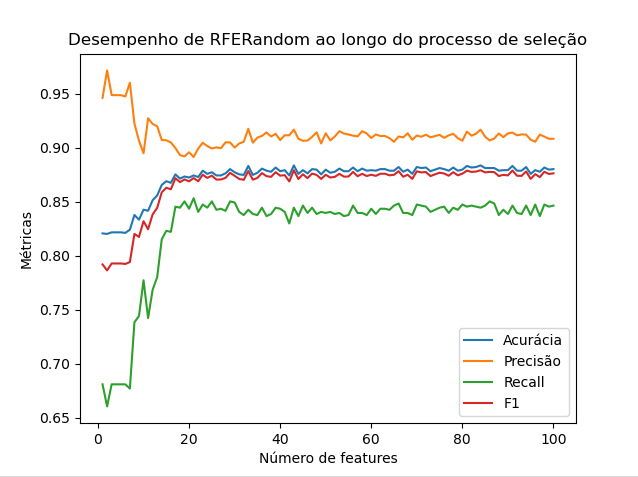 Desempenho de RFERandom ao longo do processo de seleção
Métricas
0.95
0.90
0.85
0.80
0.75
0.70
0.65
Acurácia
Precisão
Recall
F1
0 20 40 60 80 100
Número de features